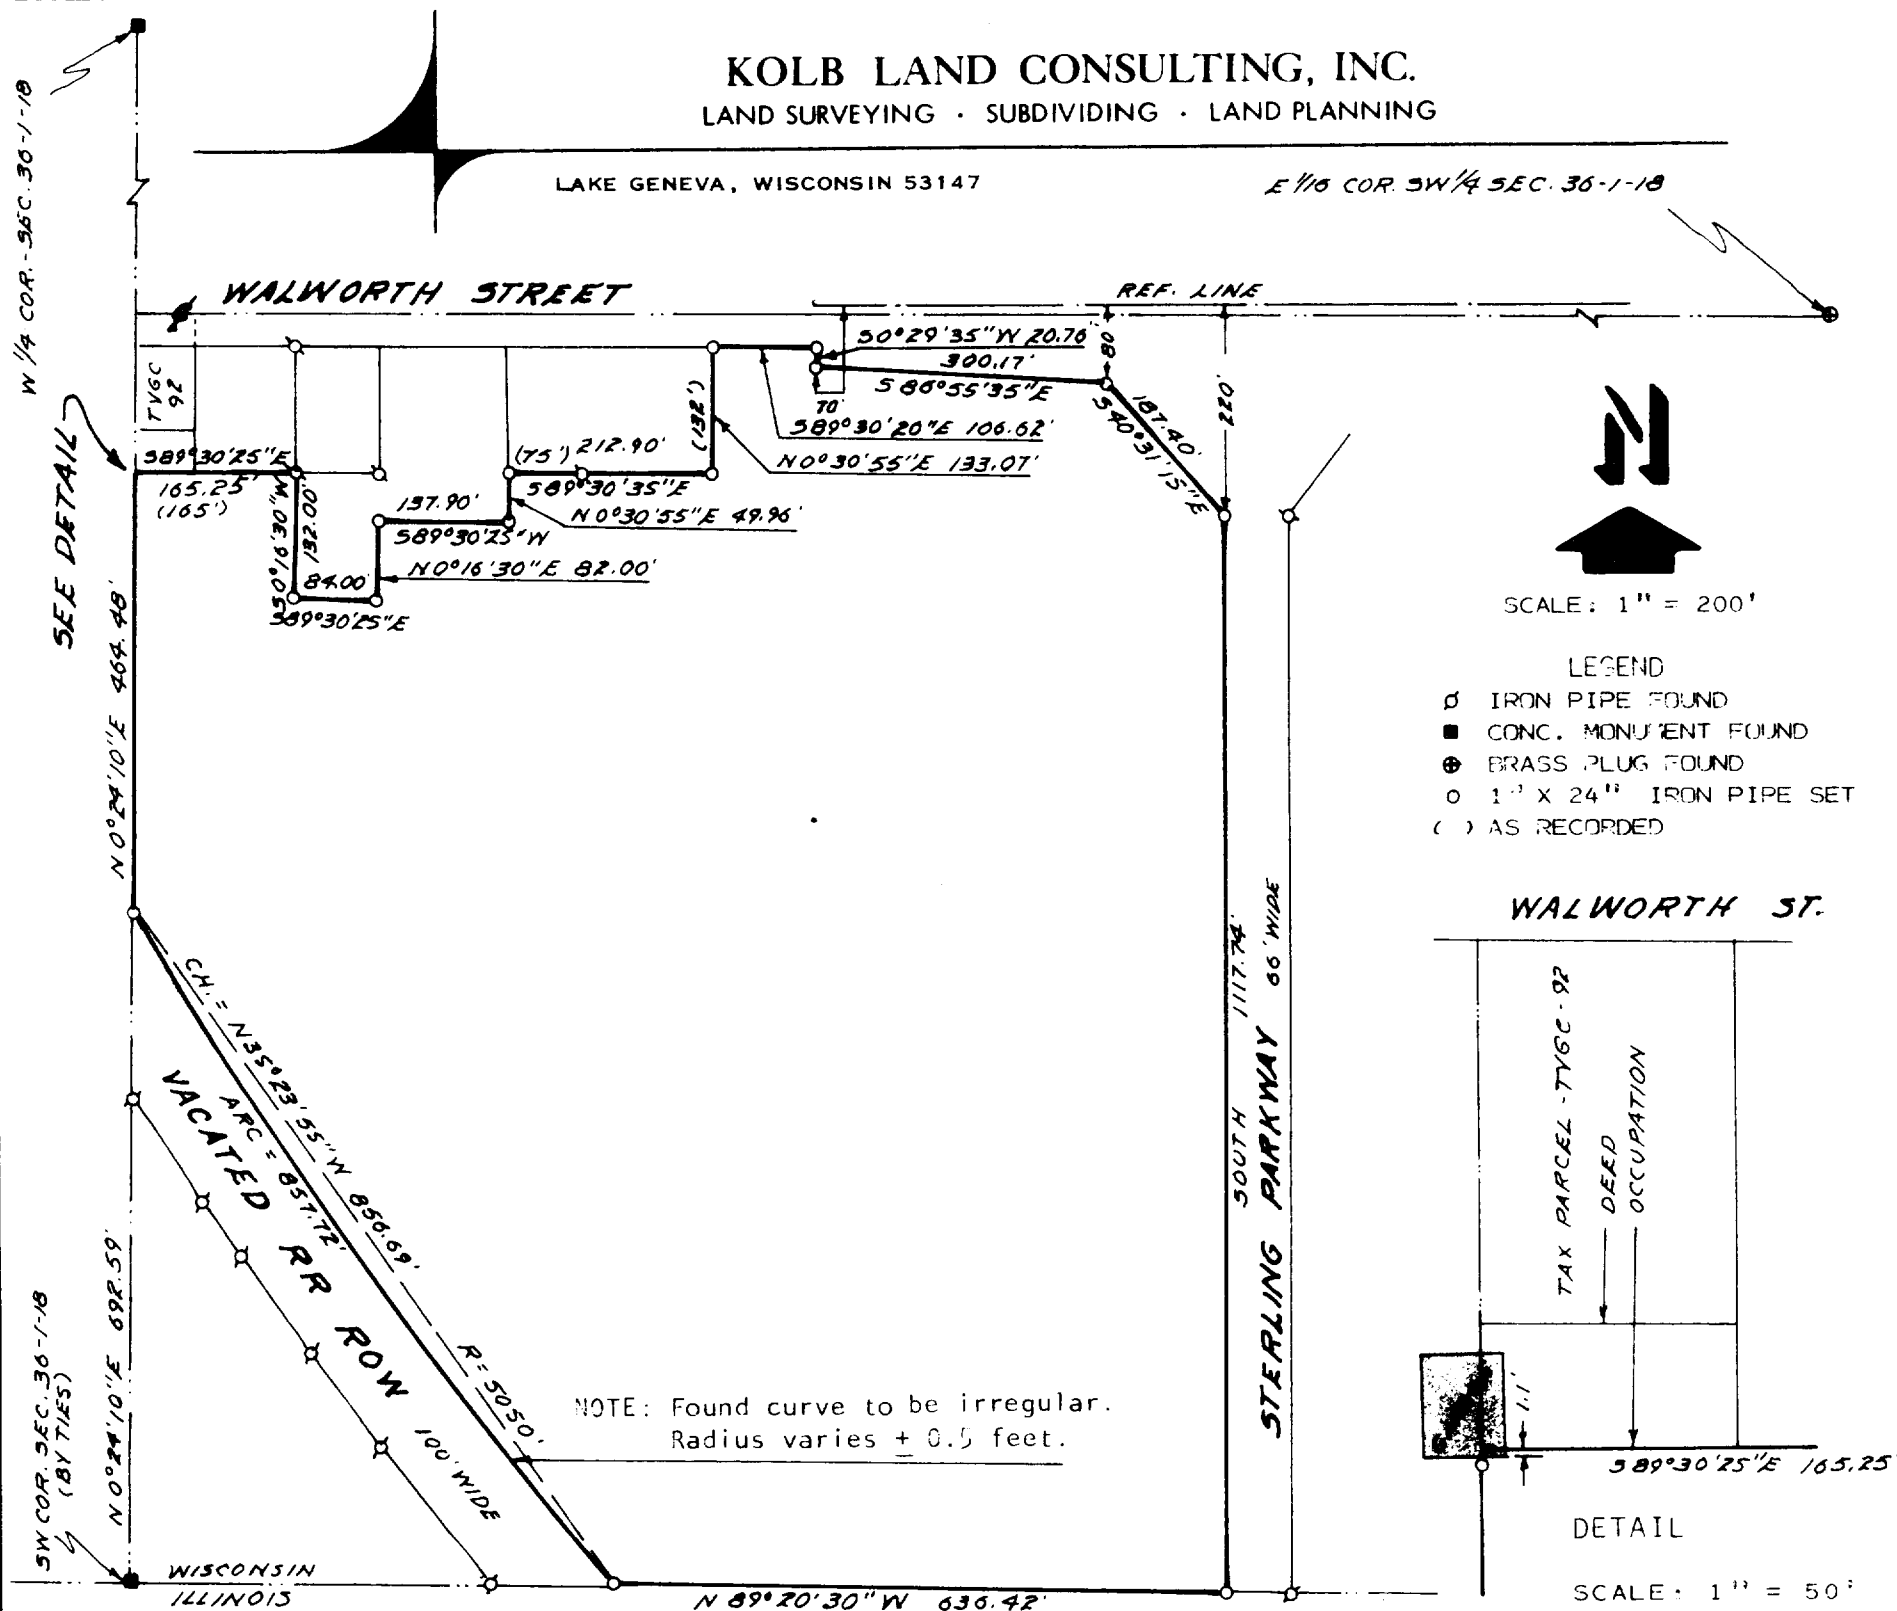 KOLB LAND CONSULTING, INC.
LAND SURVEYING · SUBDIVIDING · LAND PLANNING
LAKE GENEVA, WISCONSIN 53147
E 1/16 COR. SW 1/4 SEC. 36-1-18
W 1/4 COR.- SEC. 36-1-18
WALWORTH STREET
REF. LINE
S0°29'35"W 20.76'
300.17'
S 86°55'35"E
80'
70'
S89°30'20"E 106.62'
N0°30'55"E 133.07'
(132')
187.40'
S40°31'15"E
220'
TVGC
92
SEE DETAIL
S89°30'25"E
165.25'
(165')
S0°16'30"W
132.00'
84.00'
S89°30'25"E
137.90'
S89°30'25"W
(75') 212.90'
S89°30'35"E
N0°30'55"E 49.96'
N0°16'30"E 82.00'
N0°24'10"E 464.48'
SCALE: 1" = 200'
LEGEND
IRON PIPE FOUND
CONC. MONUMENT FOUND
BRASS PLUG FOUND
1" X 24" IRON PIPE SET
( ) AS RECORDED
WALWORTH ST.
TAX PARCEL - TVGC - 92
DEED
OCCUPATION
1.1'
S89°30'25"E 165.25
DETAIL
SCALE: 1" = 50'
CH. = N35°23'55"W 856.69'
ARC = 857.72'
R = 5050'
VACATED RR ROW
100' WIDE
NOTE: Found curve to be irregular.
Radius varies ± 0.5 feet.
SOUTH 1117.74'
STERLING PARKWAY 66' WIDE
SW COR. SEC. 36-1-18
(BY TIES)
N0°24'10"E 692.59'
WISCONSIN
ILLINOIS
N 89°20'30"W 636.42'